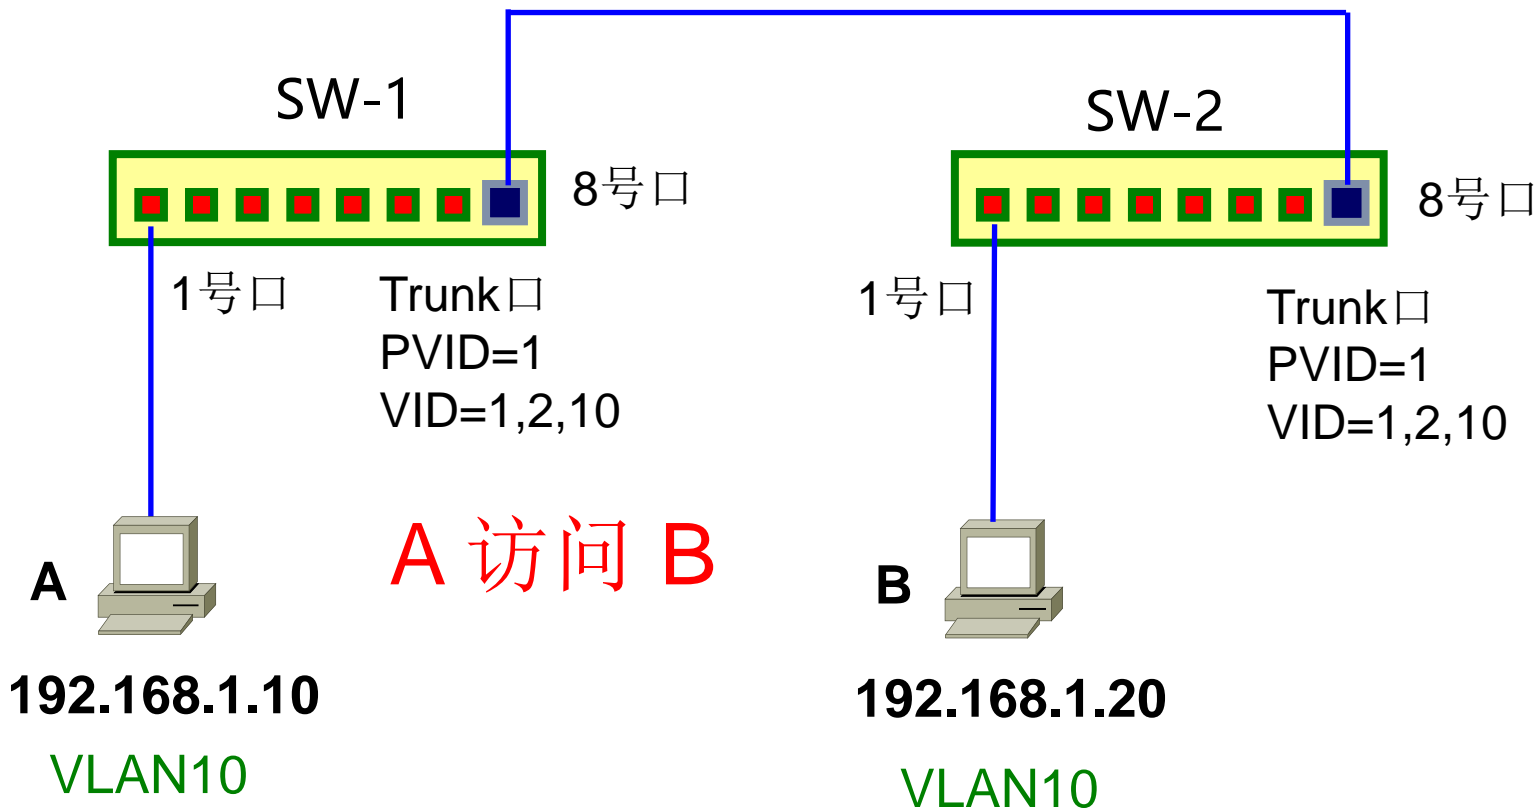 SW-1
SW-2
8号口
8号口
1号口
Trunk口
PVID=1
VID=1,2,10
1号口
Trunk口
PVID=1
VID=1,2,10
A 访问 B
A
B
192.168.1.10
192.168.1.20
VLAN10
VLAN10